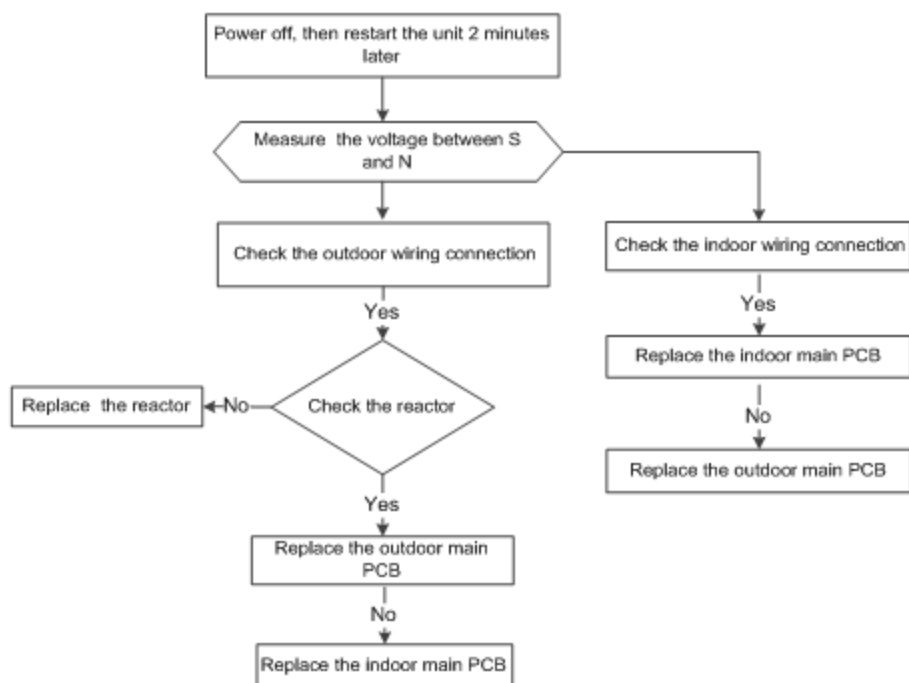 Power off, then restart the unit 2 minutes
later
Measure the voltage between S
and N
Check the outdoor wiring connection
Check the indoor wiring connection
Yes
Yes
Replace the indoor main PCB
Replace the reactor
No
Check the reactor
No
Replace the outdoor main PCB
Yes
Replace the outdoor main
PCB
No
Replace the indoor main PCB